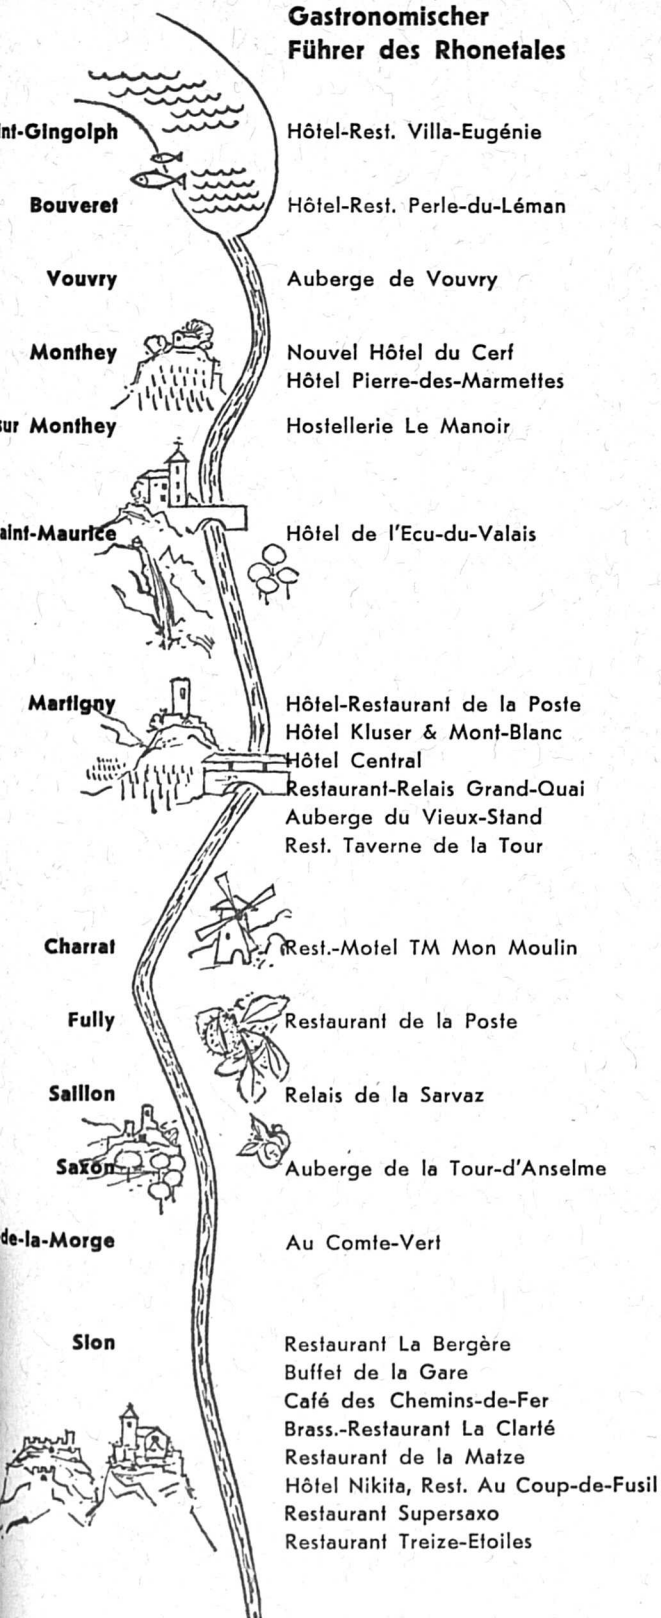 Gastronomischer
Führer des Rhonetales
nt-Gingolph Hôtel-Rest. Villa-Eugénie
Bouveret Hôtel-Rest. Perle-du-Léman
Vouvry Auberge de Vouvry
Monthey Nouvel Hôtel du Cerf
Hôtel Pierre-des-Marmettes
sur Monthey Hostellerie Le Manoir
aint-Maurice Hôtel de l'Ecu-du-Valais
Martigny Hôtel-Restaurant de la Poste
Hôtel Kluser & Mont-Blanc
Hôtel Central
Restaurant-Relais Grand-Quai
Auberge du Vieux-Stand
Rest. Taverne de la Tour
Charrat Rest.-Motel TM Mon Moulin
Fully Restaurant de la Poste
Saillon Relais de la Sarvaz
Saxon Auberge de la Tour-d'Anselme
de-la-Morge Au Comte-Vert
Sion Restaurant La Bergère
Buffet de la Gare
Café des Chemins-de-Fer
Brass.-Restaurant La Clarté
Restaurant de la Matze
Hôtel Nikita, Rest. Au Coup-de-Fusil
Restaurant Supersaxo
Restaurant Treize-Etoiles